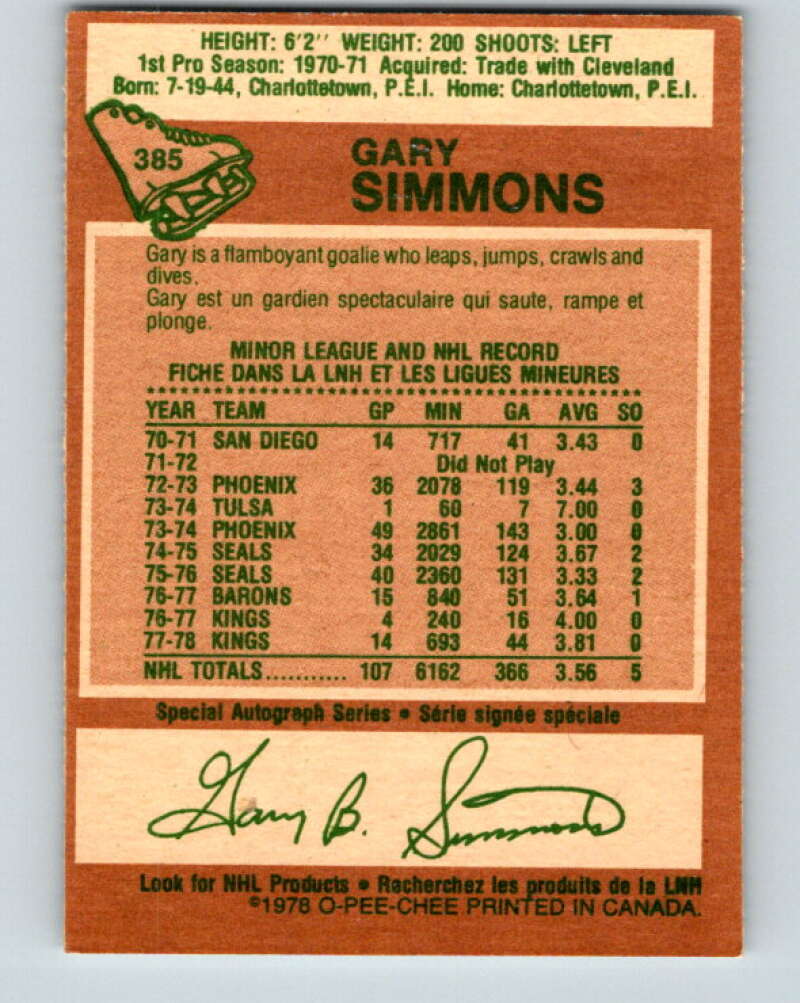 HEIGHT: 6'2'' WEIGHT: 200 SHOOTS: LEFT
1st Pro Season: 1970-71 Acquired: Trade with Cleveland
Born: 7-19-44, Charlottetown, P.E.I. Home: Charlottetown, P.E.I.
385
GARY
SIMMONS
Gary is a flamboyant goalie who leaps, jumps, crawls and
dives.
Gary est un gardien spectaculaire qui saute, rampe et
plonge.
MINOR LEAGUE AND NHL RECORD
FICHE DANS LA LNH ET LES LIGUES MINEURES
YEAR TEAM GP MIN GA AVG SO
70-71 SAN DIEGO 14 717 41 3.43 0
71-72 Did Not Play
72-73 PHOENIX 36 2078 119 3.44 3
73-74 TULSA 1 60 7 7.00 0
73-74 PHOENIX 49 2861 143 3.00 0
74-75 SEALS 34 2029 124 3.67 2
75-76 SEALS 40 2360 131 3.33 2
76-77 BARONS 15 840 51 3.64 1
76-77 KINGS 4 240 16 4.00 0
77-78 KINGS 14 693 44 3.81 0
NHL TOTALS........... 107 6162 366 3.56 5
Special Autograph Series • Série signée spéciale
Gary B. Simmons
Look for NHL Products • Recherchez les produits de la LNH
©1978 O-PEE-CHEE PRINTED IN CANADA.